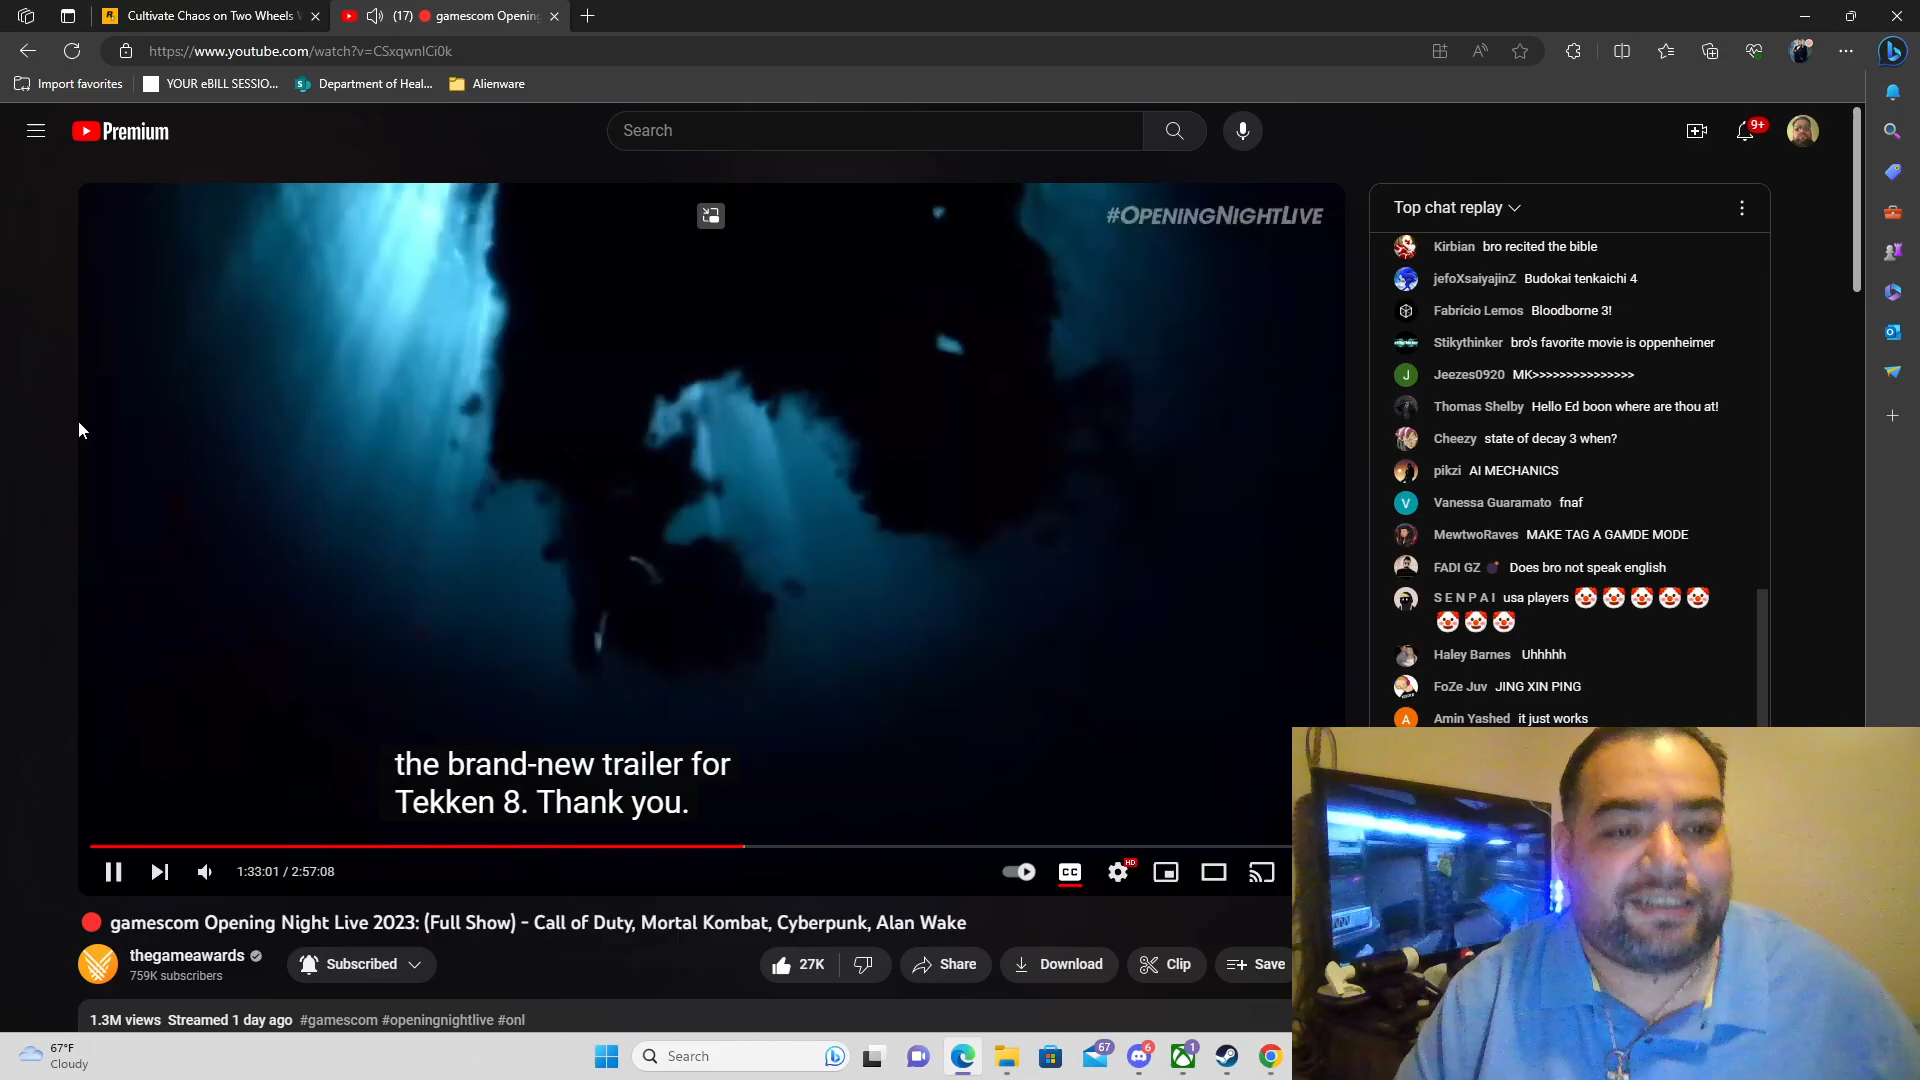 Cultivate Chaos on Two Wheels
(17) 🔴 gamescom Opening
https://www.youtube.com/watch?v=CSxqwnlCi0k
Import favorites
YOUR eBILL SESSIO...
Department of Heal...
Alienware
Premium
Search
9+
#OPENINGNIGHTLIVE
Top chat replay
Kirbian bro recited the bible
jefoXsaiyajinZ Budokai tenkaichi 4
Fabrício Lemos Bloodborne 3!
Stikythinker bro's favorite movie is oppenheimer
J Jeezes0920 MK>>>>>>>>>>>>>>>
Thomas Shelby Hello Ed boon where are thou at!
Cheezy state of decay 3 when?
pikzi AI MECHANICS
V Vanessa Guaramato fnaf
MewtwoRaves MAKE TAG A GAMDE MODE
FADI GZ 💣 Does bro not speak english
S E N P A I usa players 🤡🤡🤡🤡🤡
🤡🤡🤡
Haley Barnes Uhhhhh
FoZe Juv JING XIN PING
A Amin Yashed it just works
the brand-new trailer for
Tekken 8. Thank you.
1:33:01 / 2:57:08
CC
HD
🔴 gamescom Opening Night Live 2023: (Full Show) - Call of Duty, Mortal Kombat, Cyberpunk, Alan Wake
thegameawards
759K subscribers
Subscribed
27K
Share
Download
Clip
Save
1.3M views Streamed 1 day ago #gamescom #openingnightlive #onl
67°F
Cloudy
Search
67
6
1